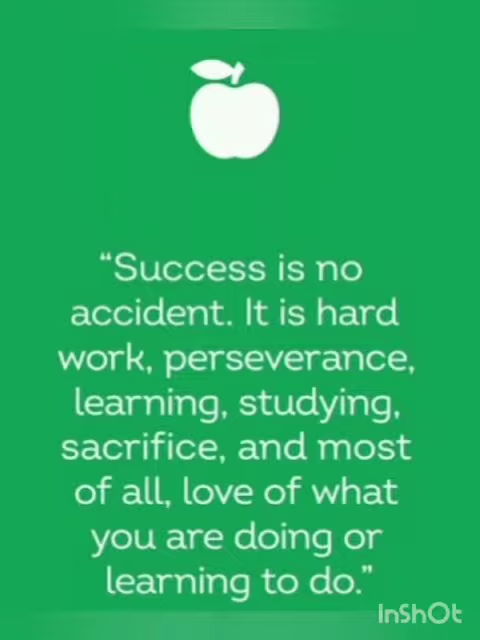 “Success is no
accident. It is hard
work, perseverance,
learning, studying,
sacrifice, and most
of all, love of what
you are doing or
learning to do.”
InShOt